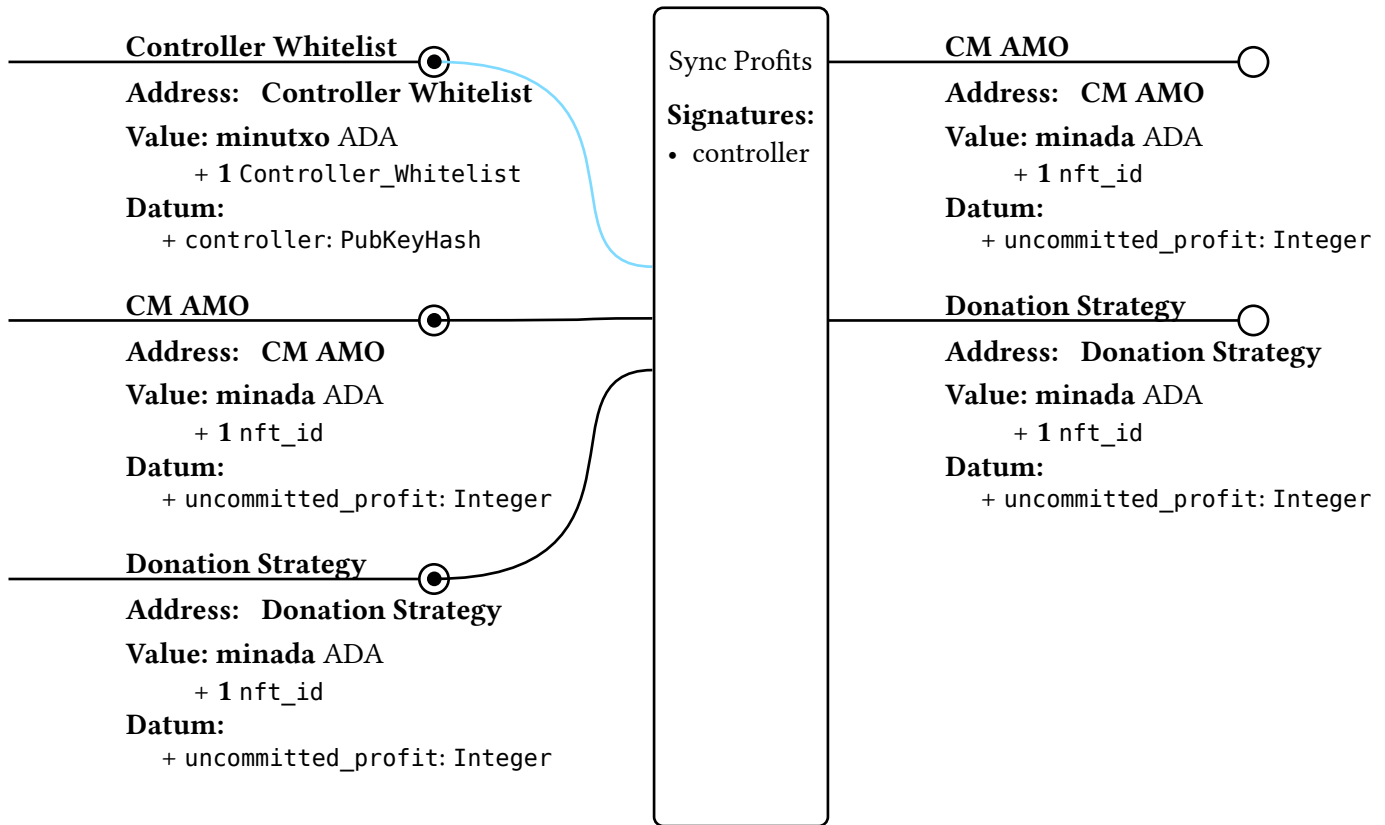 Controller Whitelist
Address: Controller Whitelist
Value: minutxo ADA
+ 1 Controller_Whitelist
Datum:
+ controller: PubKeyHash
CM AMO
Address: CM AMO
Value: minada ADA
+ 1 nft_id
Datum:
+ uncommitted_profit: Integer
Donation Strategy
Address: Donation Strategy
Value: minada ADA
+ 1 nft_id
Datum:
+ uncommitted_profit: Integer
Sync Profits
Signatures:
• controller
CM AMO
Address: CM AMO
Value: minada ADA
+ 1 nft_id
Datum:
+ uncommitted_profit: Integer
Donation Strategy
Address: Donation Strategy
Value: minada ADA
+ 1 nft_id
Datum:
+ uncommitted_profit: Integer